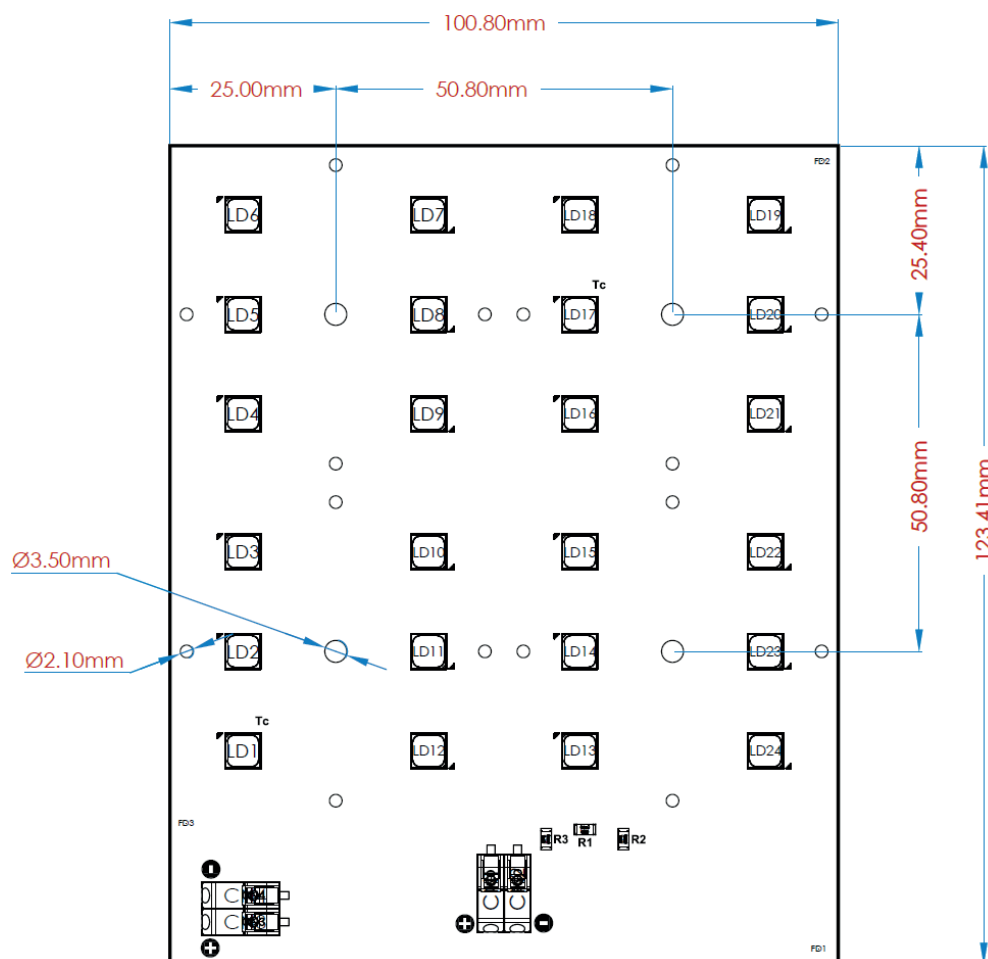 100.80mm
25.00mm 50.80mm
FD2
LD6 LD7 LD18 LD19
25.40mm
Tc
LD5 LD8 LD17 LD20
LD4 LD9 LD16 LD21
50.80mm
123.41mm
LD3 LD10 LD15 LD22
Ø3.50mm
LD2 LD11 LD14 LD23
Ø2.10mm
Tc
LD1 LD12 LD13 LD24
FD3
R3 R1 R2
-
C
C
+
C C
+ -
FD1